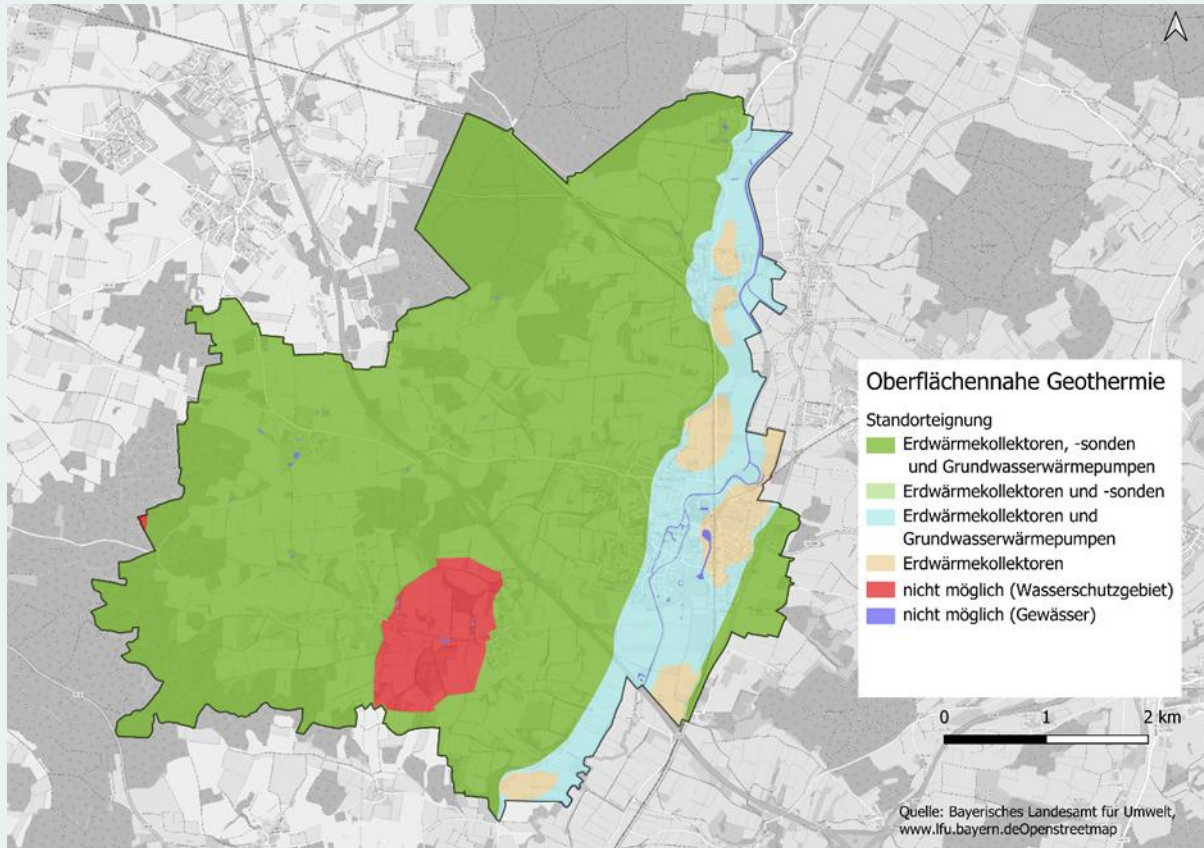 Oberflächennahe Geothermie
Standorteignung
Erdwärmekollektoren, -sonden
und Grundwasserwärmepumpen
Erdwärmekollektoren und -sonden
Erdwärmekollektoren und
Grundwasserwärmepumpen
Erdwärmekollektoren
nicht möglich (Wasserschutzgebiet)
nicht möglich (Gewässer)
0 1 2 km
Quelle: Bayerisches Landesamt für Umwelt,
www.lfu.bayern.deOpenstreetmap